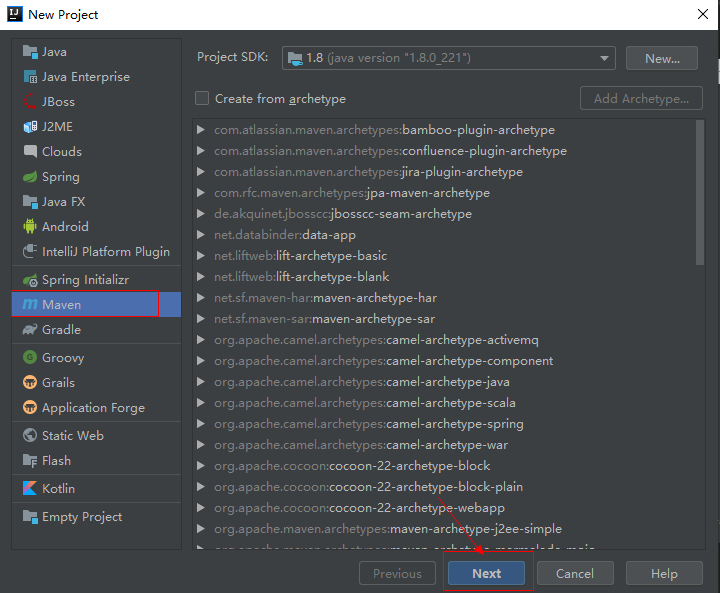 New Project
Java
Java Enterprise
JBoss
J2ME
Clouds
Spring
Java FX
Android
IntelliJ Platform Plugin
Spring Initializr
Maven
Gradle
Groovy
Grails
Application Forge
Static Web
Flash
Kotlin
Empty Project
Project SDK: 1.8 (java version "1.8.0_221") New...
Create from archetype Add Archetype...
com.atlassian.maven.archetypes:bamboo-plugin-archetype
com.atlassian.maven.archetypes:confluence-plugin-archetype
com.atlassian.maven.archetypes:jira-plugin-archetype
com.rfc.maven.archetypes:jpa-maven-archetype
de.akquinet.jbosscc:jbosscc-seam-archetype
net.databinder:data-app
net.liftweb:lift-archetype-basic
net.liftweb:lift-archetype-blank
net.sf.maven-har:maven-archetype-har
net.sf.maven-sar:maven-archetype-sar
org.apache.camel.archetypes:camel-archetype-activemq
org.apache.camel.archetypes:camel-archetype-component
org.apache.camel.archetypes:camel-archetype-java
org.apache.camel.archetypes:camel-archetype-scala
org.apache.camel.archetypes:camel-archetype-spring
org.apache.camel.archetypes:camel-archetype-war
org.apache.cocoon:cocoon-22-archetype-block
org.apache.cocoon:cocoon-22-archetype-block-plain
org.apache.cocoon:cocoon-22-archetype-webapp
org.apache.maven.archetypes:maven-archetype-j2ee-simple
Previous Next Cancel Help